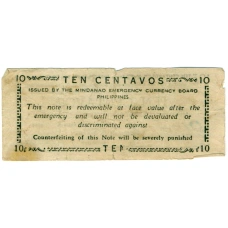 10 TEN CENTAVOS 10
ISSUED BY THE MINDANAO EMERGENCY CURRENCY BOARD
PHILIPPINES
This note is redeemable at face value after the
emergency and will not be devaluated or
discriminated against
Counterfeiting of this Note will be severely punished
10 TEN 10